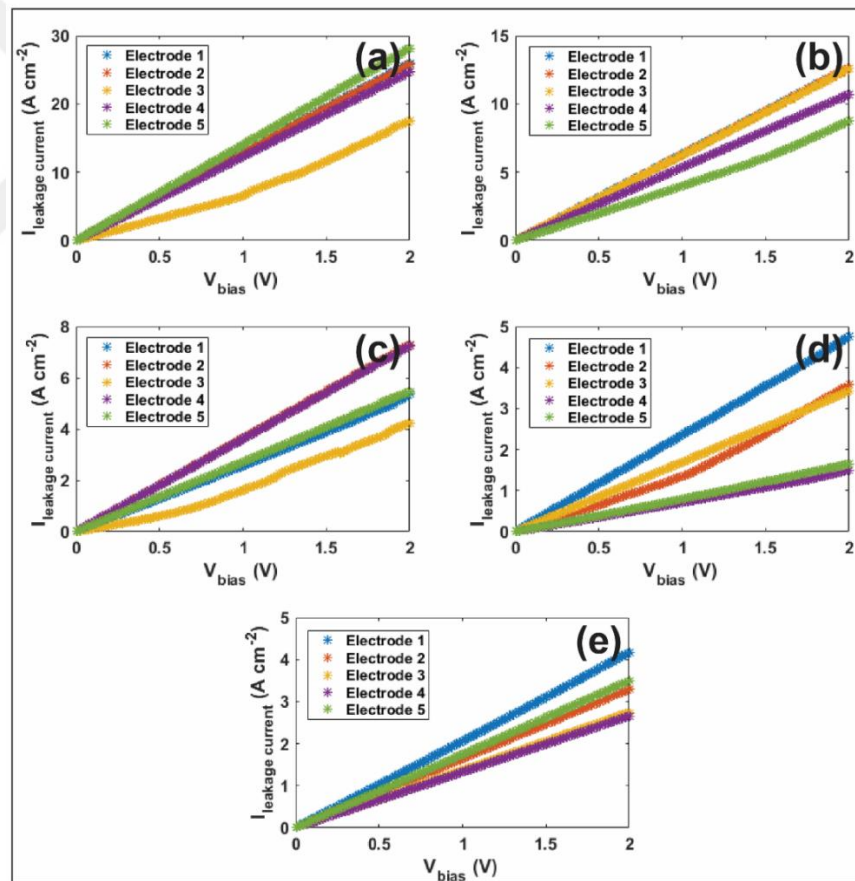 (a)
I leakage current (A cm-2)
30
20
10
0
Electrode 1
Electrode 2
Electrode 3
Electrode 4
Electrode 5
0 0.5 1 1.5 2
Vbias (V)
(b)
I leakage current (A cm-2)
15
10
5
0
Electrode 1
Electrode 2
Electrode 3
Electrode 4
Electrode 5
0 0.5 1 1.5 2
Vbias (V)
(c)
I leakage current (A cm-2)
8
6
4
2
0
Electrode 1
Electrode 2
Electrode 3
Electrode 4
Electrode 5
0 0.5 1 1.5 2
Vbias (V)
(d)
I leakage current (A cm-2)
5
4
3
2
1
0
Electrode 1
Electrode 2
Electrode 3
Electrode 4
Electrode 5
0 0.5 1 1.5 2
Vbias (V)
(e)
I leakage current (A cm-2)
5
4
3
2
1
0
Electrode 1
Electrode 2
Electrode 3
Electrode 4
Electrode 5
0 0.5 1 1.5 2
Vbias (V)